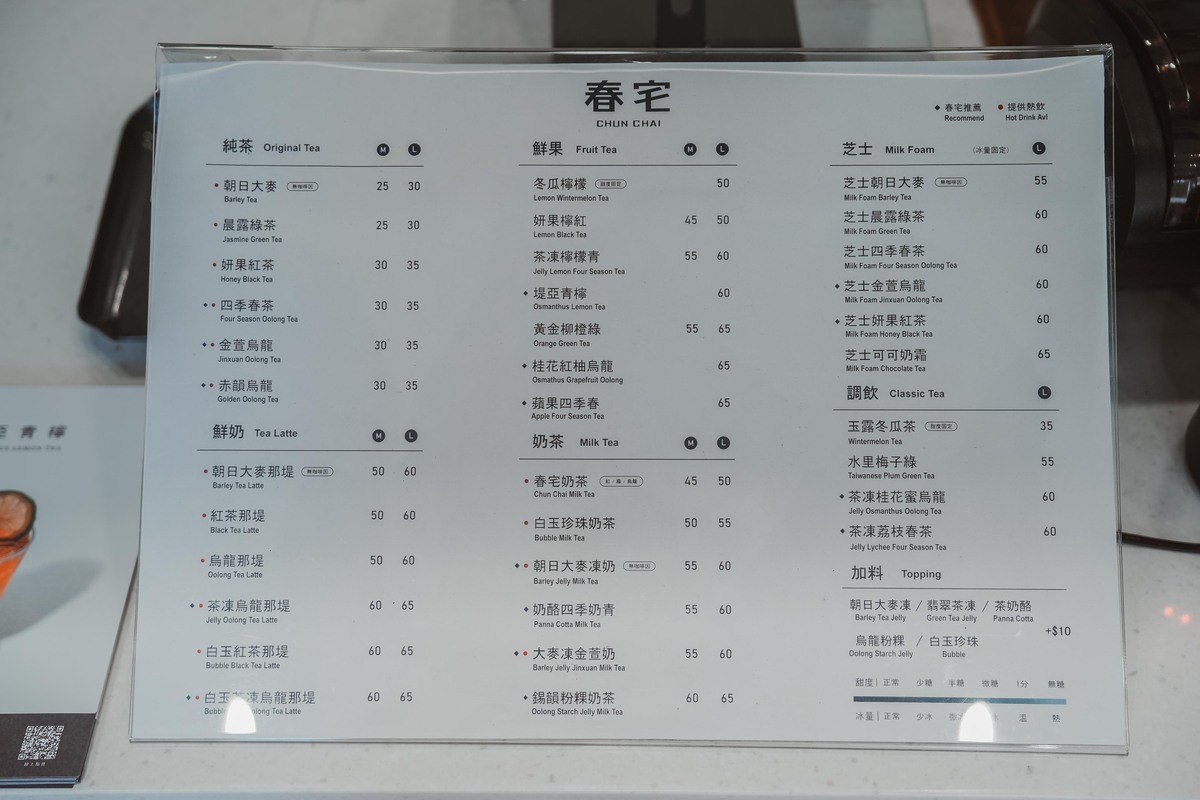 春宅
CHUN CHAI
◆ 春宅推薦 ● 提供熱飲
Recommend Hot Drink Avl
純茶 Original Tea M L
朝日大麥 無咖啡因 25 30
Barley Tea
晨露綠茶 25 30
Jasmine Green Tea
妍果紅茶 30 35
Honey Black Tea
四季春茶 30 35
Four Season Oolong Tea
金萱烏龍 30 35
Jinxuan Oolong Tea
赤韻烏龍 30 35
Golden Oolong Tea
鮮奶 Tea Latte M L
朝日大麥那堤 無咖啡因 50 60
Barley Tea Latte
紅茶那堤 50 60
Black Tea Latte
烏龍那堤 50 60
Oolong Tea Latte
茶凍烏龍那堤 60 65
Jelly Oolong Tea Latte
白玉紅茶那堤 60 65
Bubble Black Tea Latte
白玉茶凍烏龍那堤 60 65
Tea Latte
鮮果 Fruit Tea M L
冬瓜檸檬 甜度固定 50
Lemon Wintermelon Tea
妍果檸紅 45 50
Lemon Black Tea
茶凍檸檬青 55 60
Jelly Lemon Four Season Tea
堤亞青檸 60
Osmanthus Lemon Tea
黃金柳橙綠 55 65
Orange Green Tea
桂花紅柚烏龍 65
Osmathus Grapefruit Oolong
蘋果四季春 65
Apple Four Season Tea
奶茶 Milk Tea M L
春宅奶茶 紅 / 綠 / 烏龍 45 50
Chun Chai Milk Tea
白玉珍珠奶茶 50 55
Bubble Milk Tea
朝日大麥凍奶 無咖啡因 55 60
Barley Jelly Milk Tea
奶酪四季奶青 55 60
Panna Cotta Milk Tea
大麥凍金萱奶 55 60
Barley Jelly Jinxuan Milk Tea
錫韻粉粿奶茶 60 65
Oolong Starch Jelly Milk Tea
芝士 Milk Foam (冰量固定) L
芝士朝日大麥 無咖啡因 55
Milk Foam Barley Tea
芝士晨露綠茶 60
Milk Foam Green Tea
芝士四季春茶 60
Milk Foam Four Season Oolong Tea
芝士金萱烏龍 60
Milk Foam Jinxuan Oolong Tea
芝士妍果紅茶 60
Milk Foam Honey Black Tea
芝士可可奶霜 65
Milk Foam Chocolate Tea
調飲 Classic Tea L
玉露冬瓜茶 甜度固定 35
Wintermelon Tea
水里梅子綠 55
Taiwanese Plum Green Tea
茶凍桂花蜜烏龍 60
Jelly Osmanthus Oolong Tea
茶凍荔枝春茶 60
Jelly Lychee Four Season Tea
加料 Topping
朝日大麥凍 / 翡翠茶凍 / 茶奶酪
Barley Tea Jelly Green Tea Jelly Panna Cotta
+$10
烏龍粉粿 / 白玉珍珠
Oolong Starch Jelly Bubble
甜度 | 正常 少糖 半糖 微糖 1分 無糖
冰量 | 正常 少冰 溫 熱
青檸